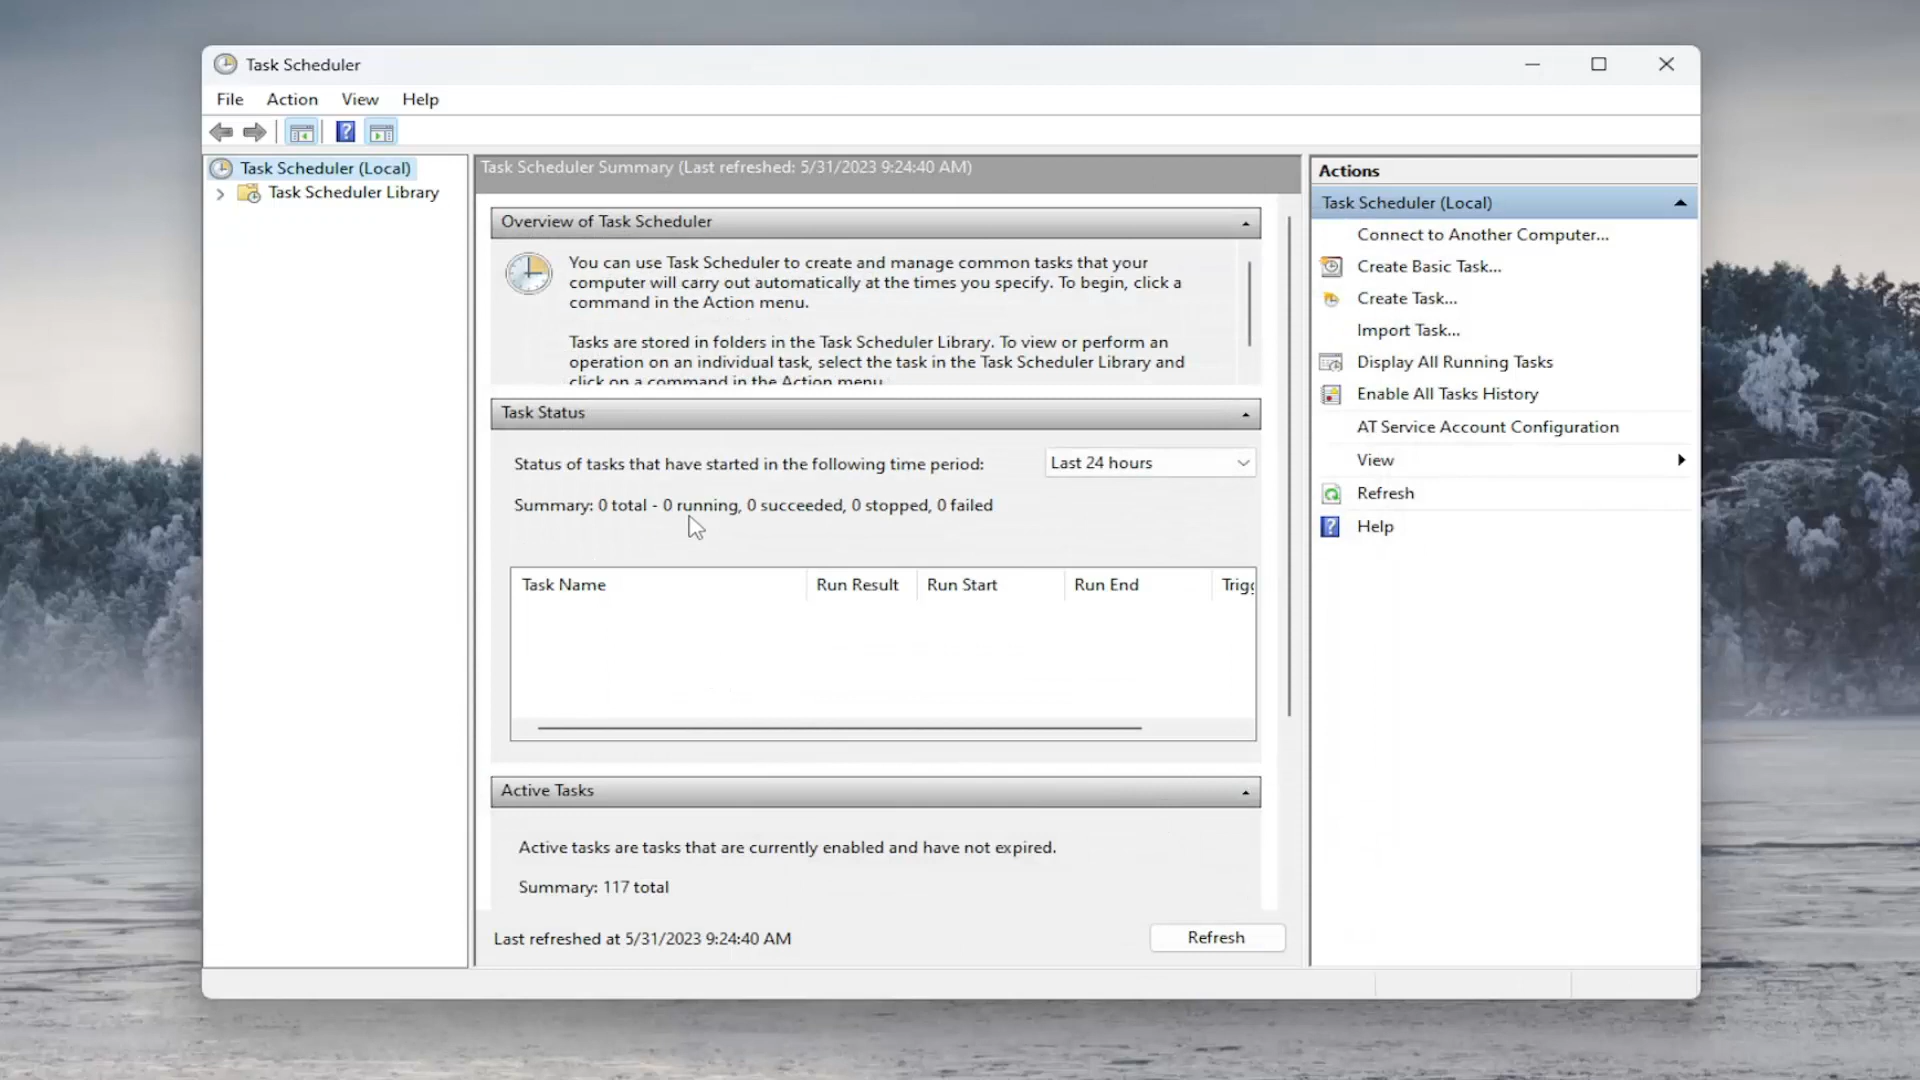 Task Scheduler
File Action View Help
Task Scheduler (Local)
Task Scheduler Library
Task Scheduler Summary (Last refreshed: 5/31/2023 9:24:40 AM)
Overview of Task Scheduler
You can use Task Scheduler to create and manage common tasks that your
computer will carry out automatically at the times you specify. To begin, click a
command in the Action menu.
Tasks are stored in folders in the Task Scheduler Library. To view or perform an
operation on an individual task, select the task in the Task Scheduler Library and
click on a command in the Action menu.
Task Status
Status of tasks that have started in the following time period: Last 24 hours
Summary: 0 total - 0 running, 0 succeeded, 0 stopped, 0 failed
Task Name Run Result Run Start Run End Trigg
Active Tasks
Active tasks are tasks that are currently enabled and have not expired.
Summary: 117 total
Last refreshed at 5/31/2023 9:24:40 AM Refresh
Actions
Task Scheduler (Local)
Connect to Another Computer...
Create Basic Task...
Create Task...
Import Task...
Display All Running Tasks
Enable All Tasks History
AT Service Account Configuration
View
Refresh
Help